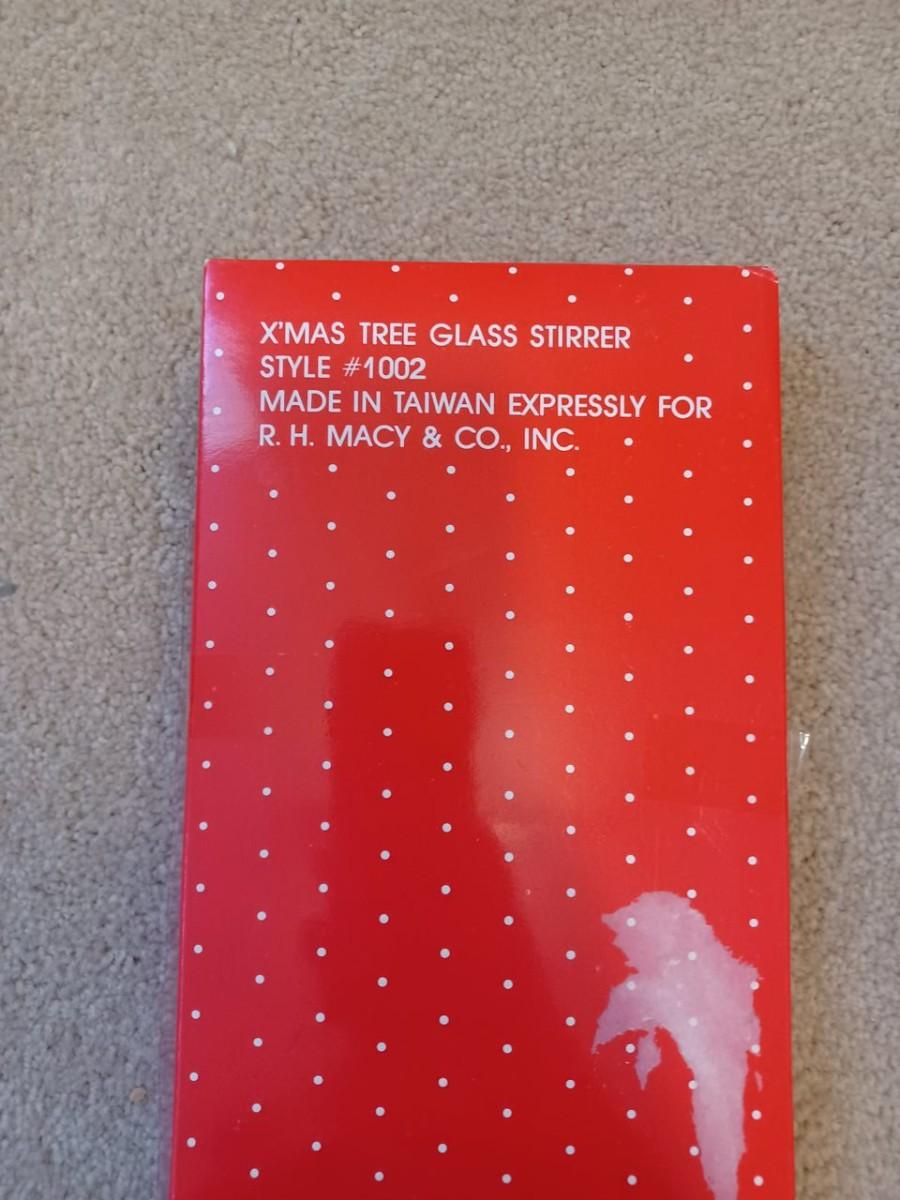 X'MAS TREE GLASS STIRRER
STYLE #1002
MADE IN TAIWAN EXPRESSLY FOR
R. H. MACY & CO., INC.